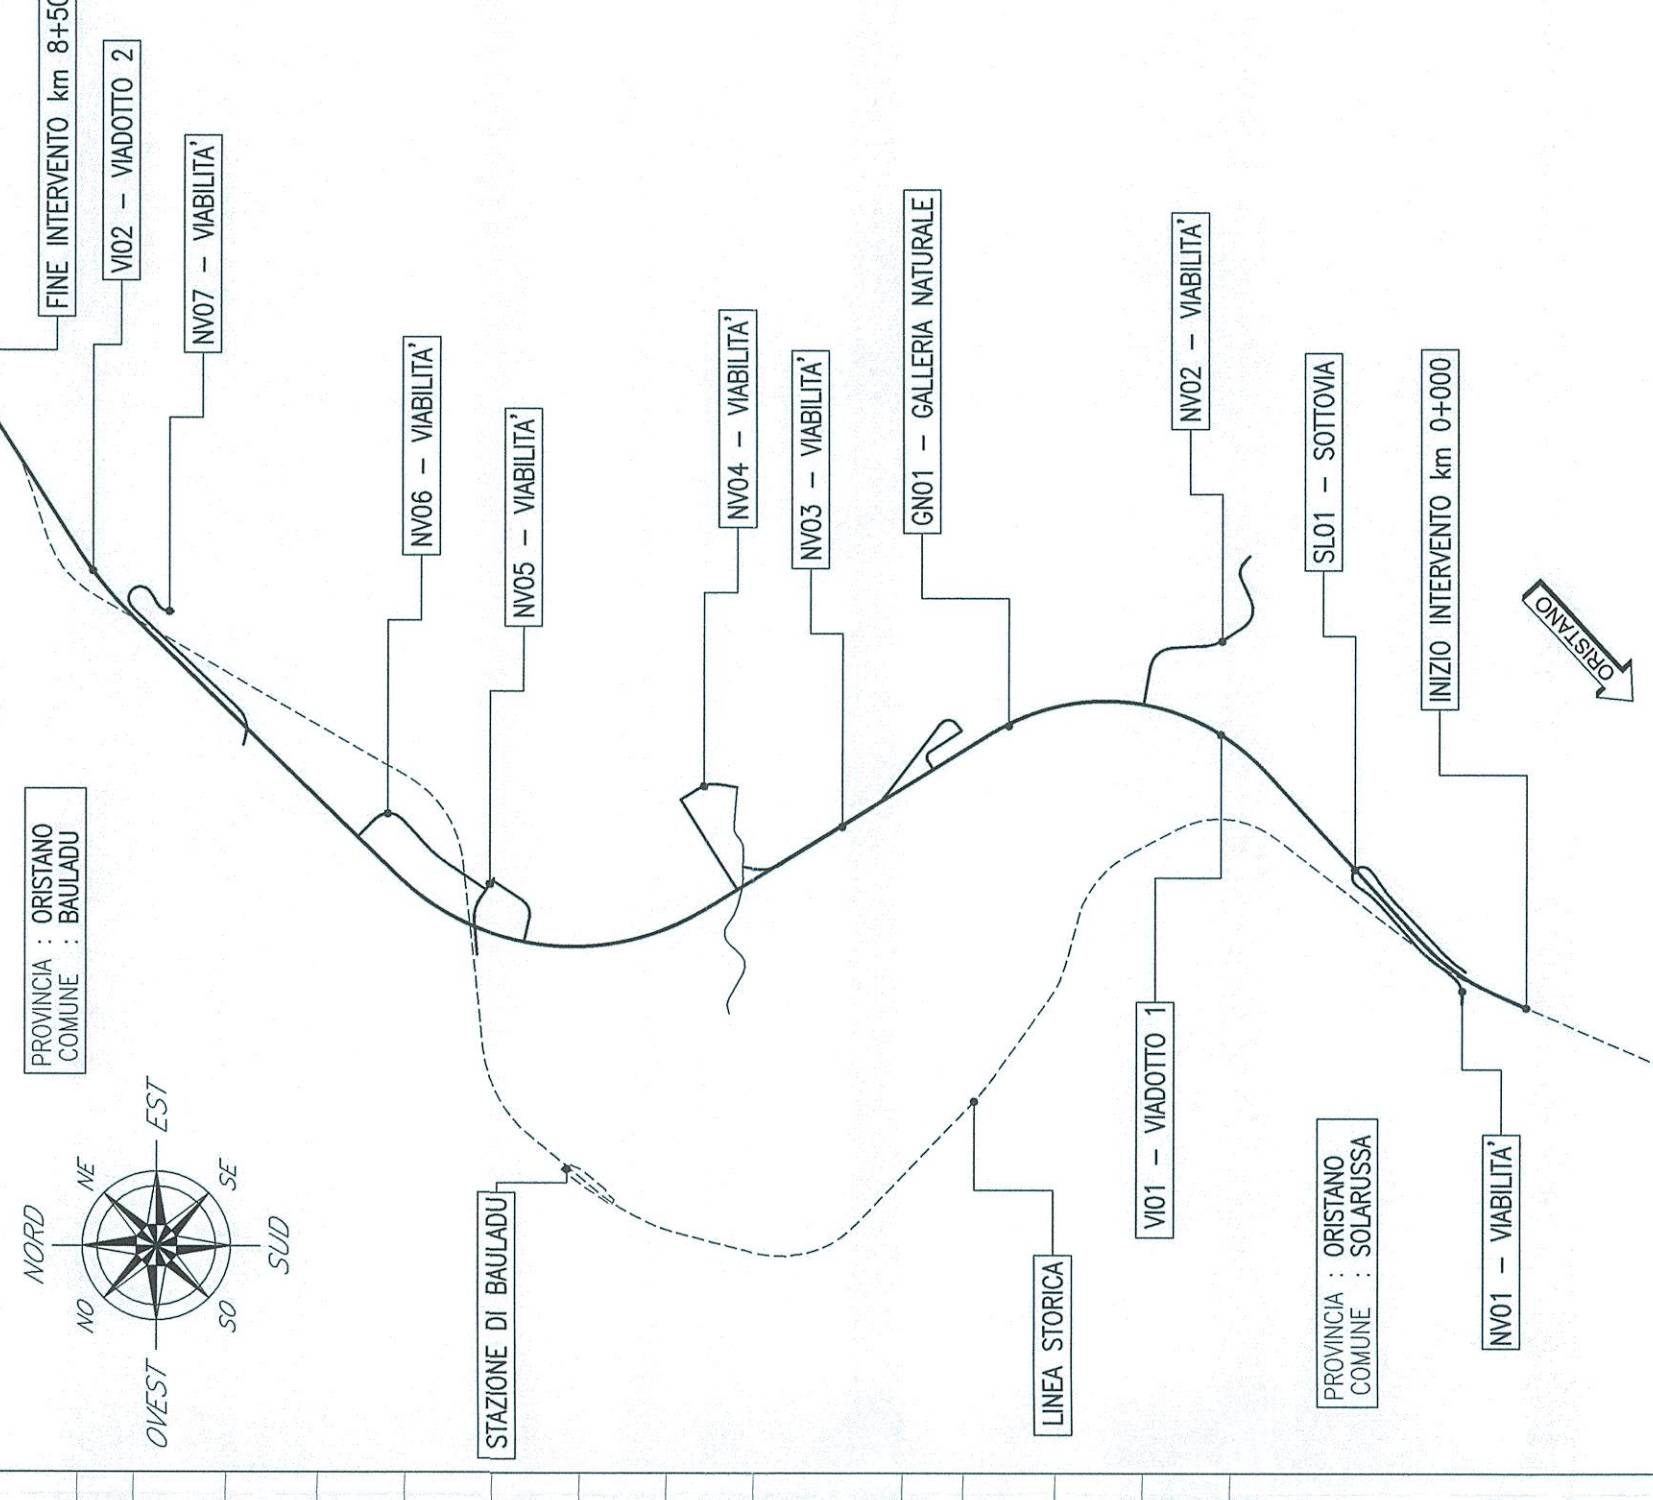 FINE INTERVENTO km 8+50
VI02 – VIADOTTO 2
NV07 – VIABILITA'
NV06 – VIABILITA'
NV05 – VIABILITA'
NV04 – VIABILITA'
NV03 – VIABILITA'
GN01 – GALLERIA NATURALE
NV02 – VIABILITA'
SL01 – SOTTOVIA
INIZIO INTERVENTO km 0+000
ORISTANO
PROVINCIA : ORISTANO
COMUNE : BAULADU
NORD
NE
EST
SE
SUD
SO
OVEST
NO
STAZIONE DI BAULADU
LINEA STORICA
VI01 – VIADOTTO 1
PROVINCIA : ORISTANO
COMUNE : SOLARUSSA
NV01 – VIABILITA'